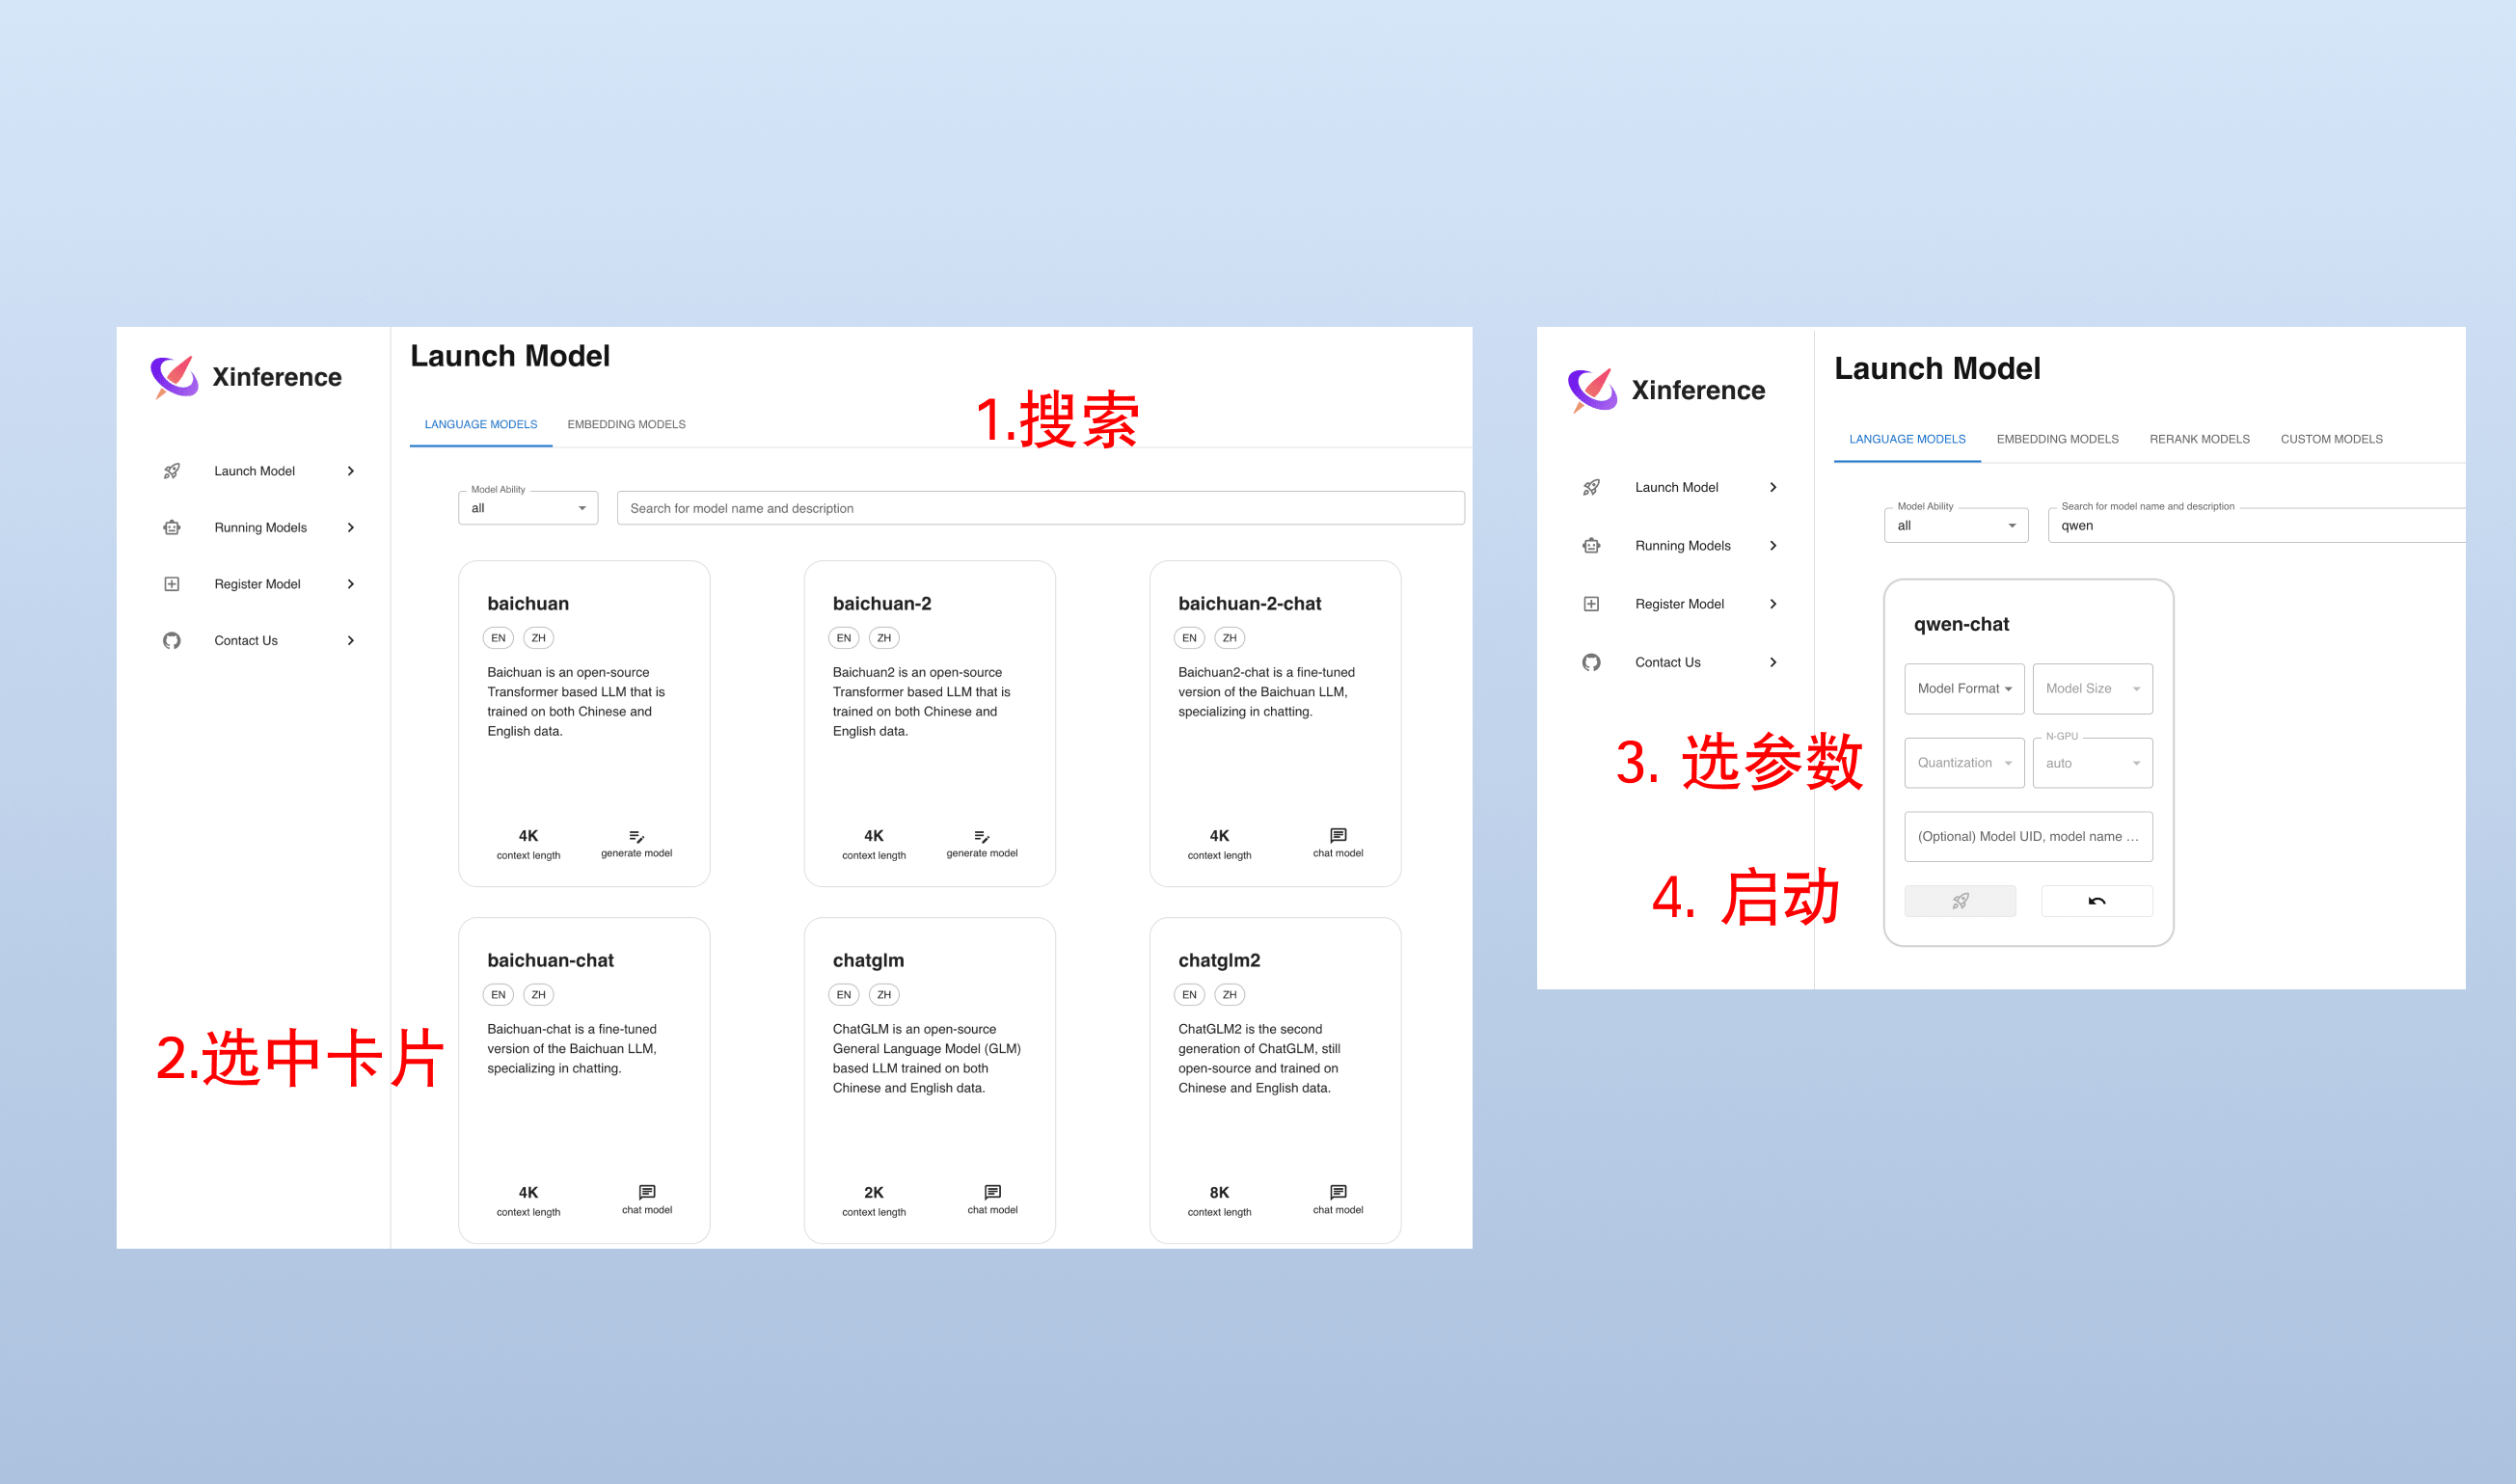 Xinference
Launch Model
Running Models
Register Model
Contact Us
Launch Model
1.搜索
LANGUAGE MODELS EMBEDDING MODELS
Model Ability
all
Search for model name and description
baichuan
EN ZH
Baichuan is an open-source
Transformer based LLM that is
trained on both Chinese and
English data.
4K
context length
generate model
baichuan-2
EN ZH
Baichuan2 is an open-source
Transformer based LLM that is
trained on both Chinese and
English data.
4K
context length
generate model
baichuan-2-chat
EN ZH
Baichuan2-chat is a fine-tuned
version of the Baichuan LLM,
specializing in chatting.
4K
context length
chat model
2.选中卡片
baichuan-chat
EN ZH
Baichuan-chat is a fine-tuned
version of the Baichuan LLM,
specializing in chatting.
4K
context length
chat model
chatglm
EN ZH
ChatGLM is an open-source
General Language Model (GLM)
based LLM trained on both
Chinese and English data.
2K
context length
chat model
chatglm2
EN ZH
ChatGLM2 is the second
generation of ChatGLM, still
open-source and trained on
Chinese and English data.
8K
context length
chat model
Xinference
Launch Model
Running Models
Register Model
Contact Us
Launch Model
LANGUAGE MODELS EMBEDDING MODELS RERANK MODELS CUSTOM MODELS
Model Ability
all
Search for model name and description
qwen
qwen-chat
Model Format
Model Size
3. 选参数
Quantization
N-GPU
auto
(Optional) Model UID, model name ...
4. 启动